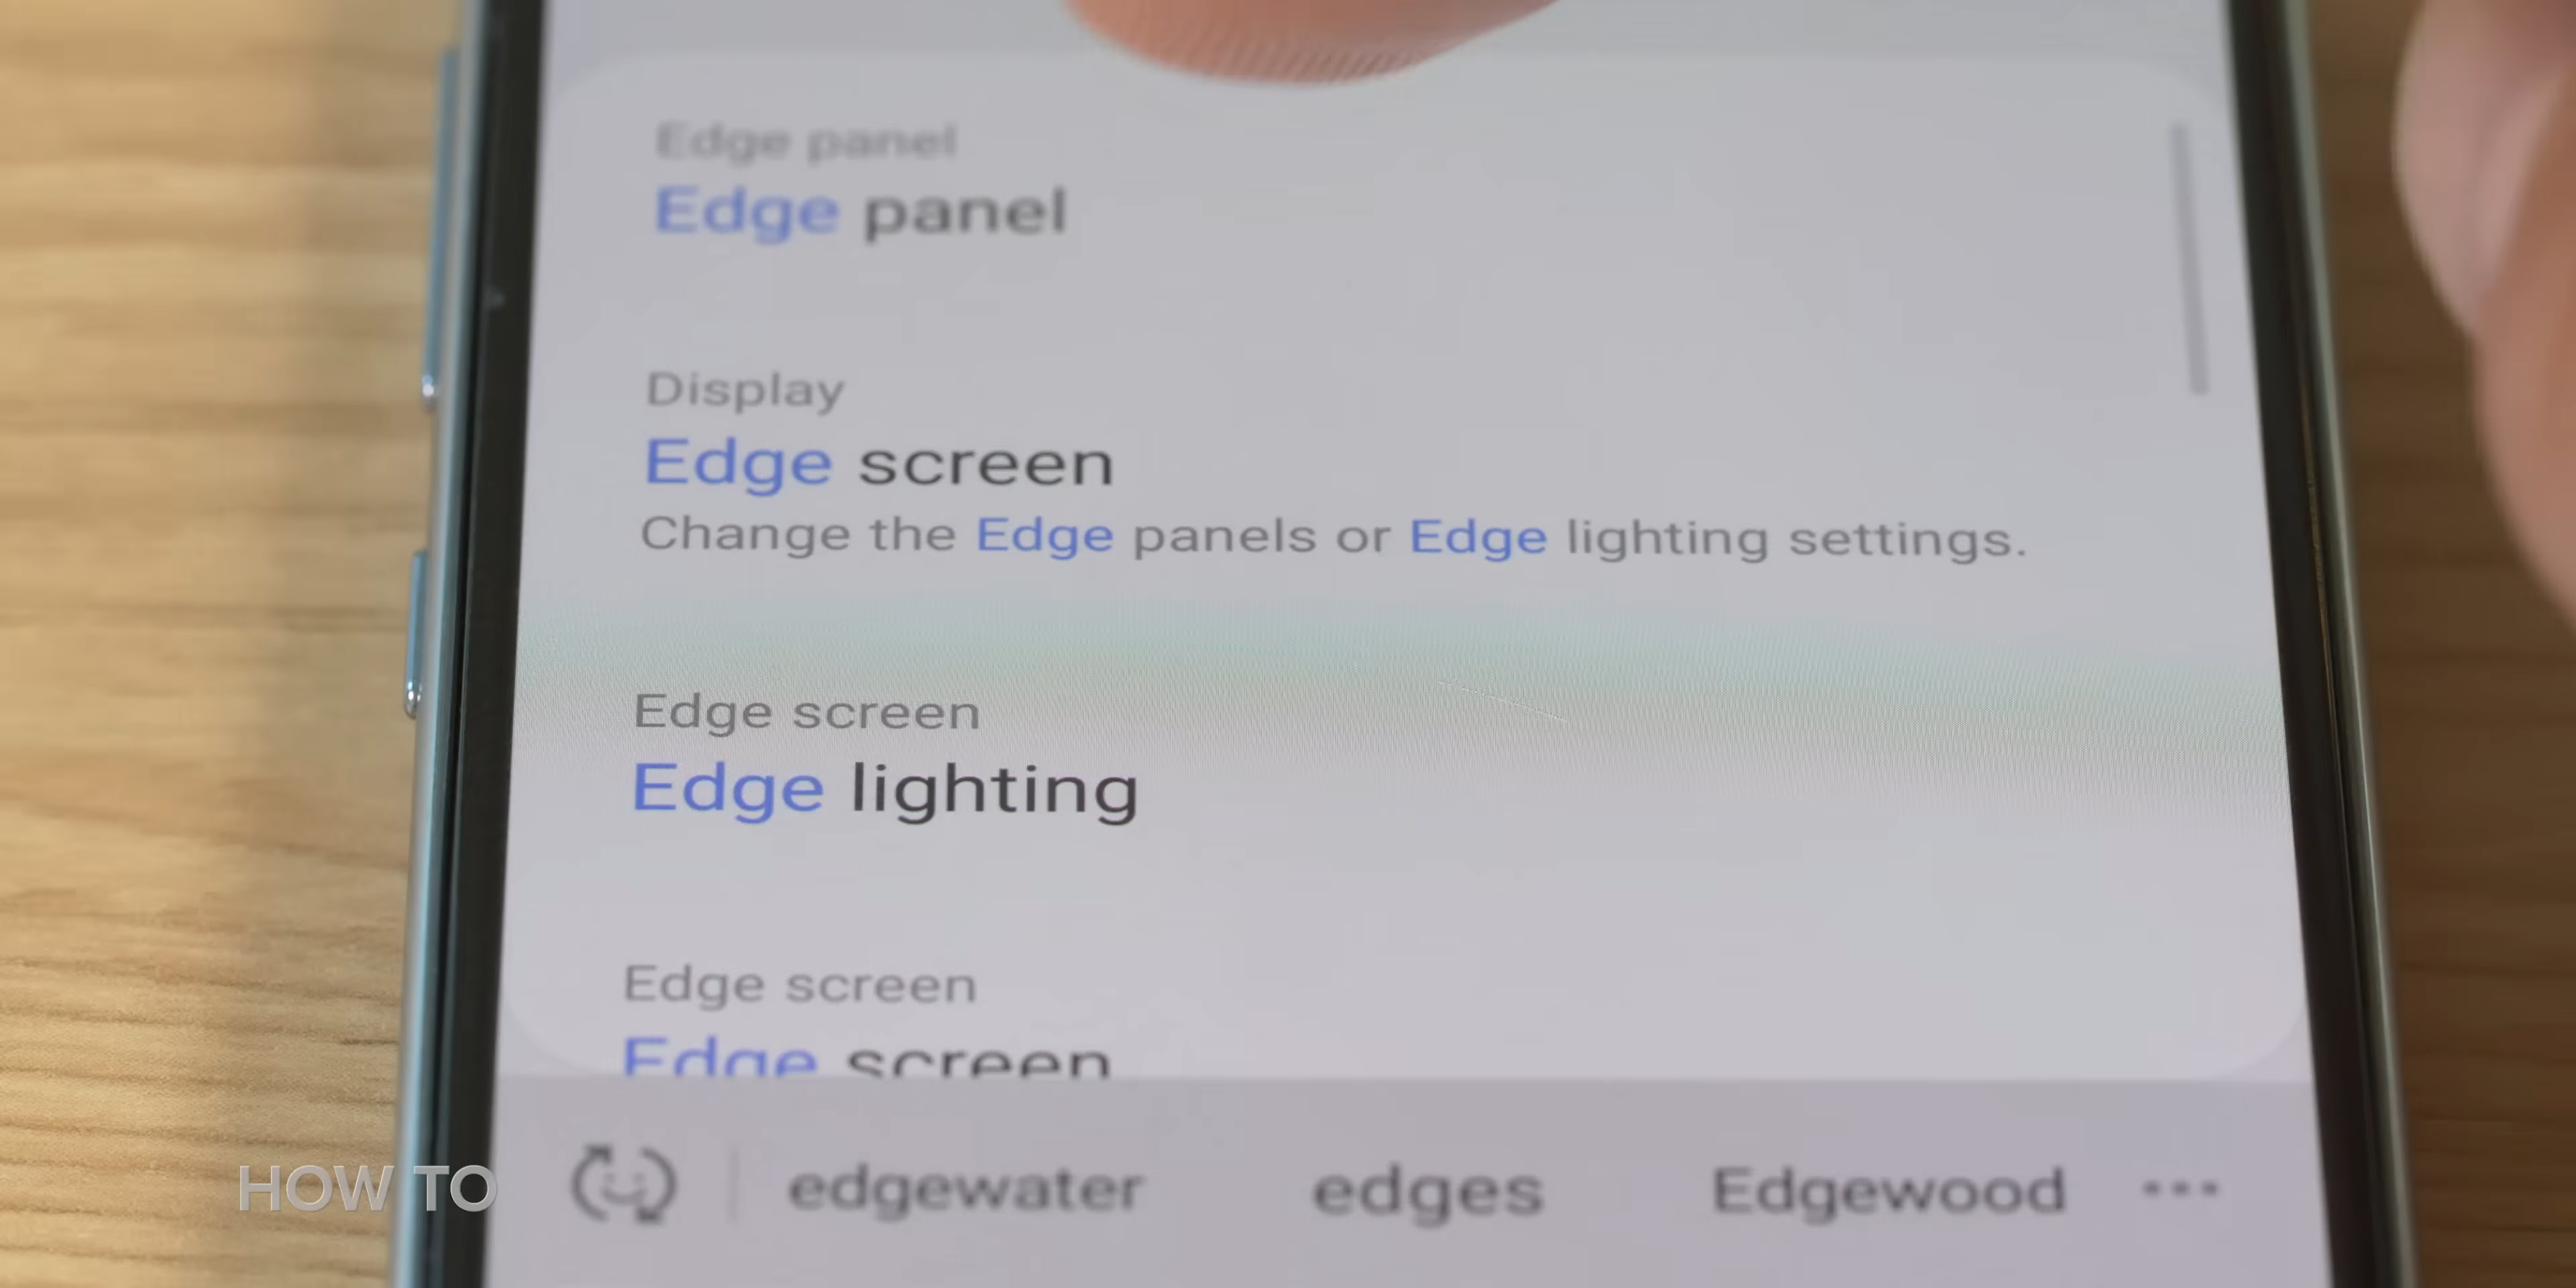 Edge panel
Edge panel
Display
Edge screen
Change the Edge panels or Edge lighting settings.
Edge screen
Edge lighting
Edge screen
Edge screen
edgewater edges Edgewood
HOW TO